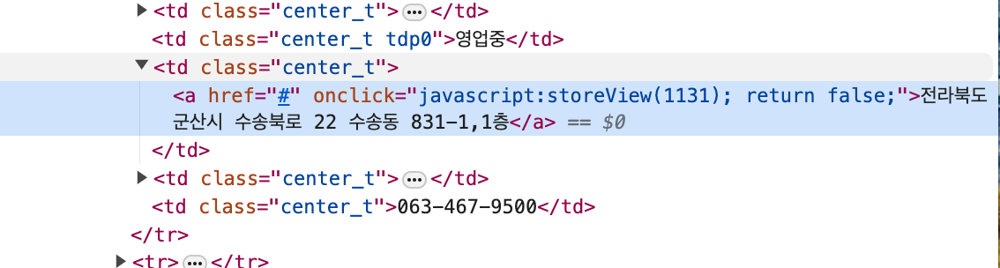 ▶<td class="center_t">…</td>
<td class="center_t tdp0">영업중</td>
▼<td class="center_t">
<a href="#" onclick="javascript:storeView(1131); return false;">전라북도
군산시 수송북로 22 수송동 831-1,1층</a> == $0
</td>
▶<td class="center_t">…</td>
<td class="center_t">063-467-9500</td>
</tr>
▶<tr>…</tr>